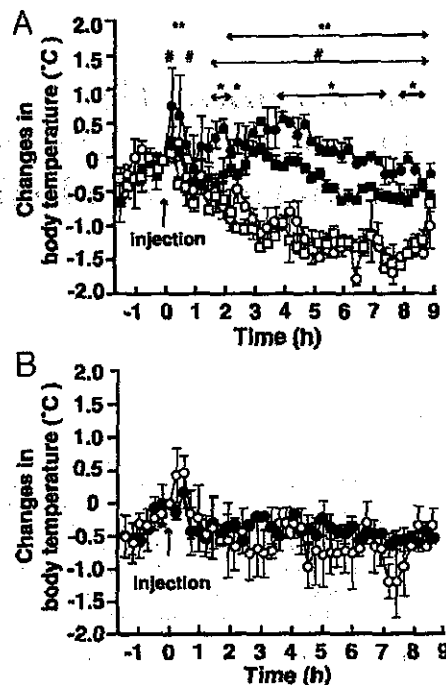 A
**
**
#
#
#
*
*
*
*
2.0
1.5
1.0
0.5
0
-0.5
-1.0
-1.5
-2.0
Changes in
body temperature (°C)
injection
-1 0 1 2 3 4 5 6 7 8 9
Time (h)
B
2.0
1.5
1.0
0.5
0
-0.5
-1.0
-1.5
-2.0
Changes in
body temperature (°C)
injection
-1 0 1 2 3 4 5 6 7 8 9
Time (h)